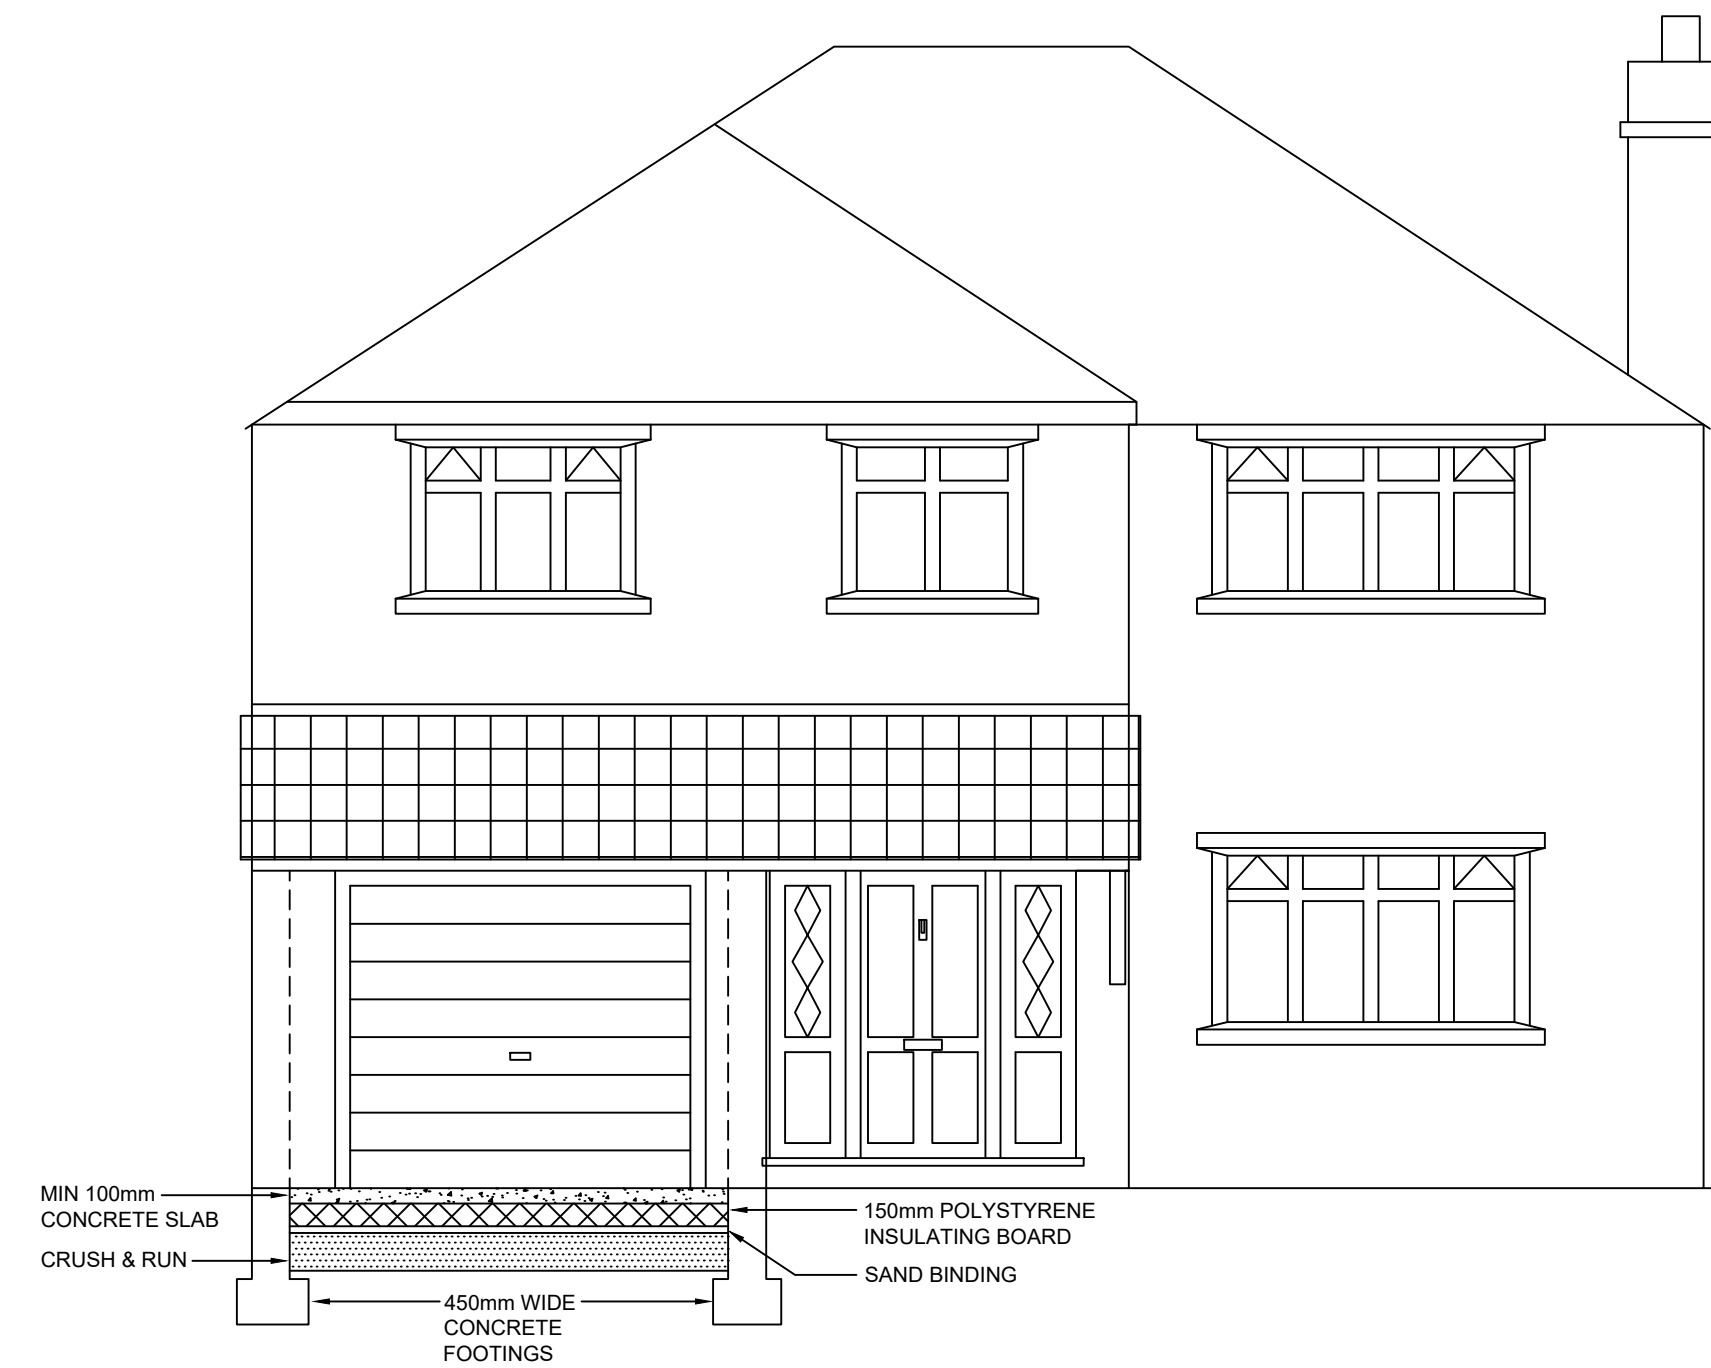 MIN 100mm
CONCRETE SLAB
CRUSH & RUN
150mm POLYSTYRENE
INSULATING BOARD
SAND BINDING
450mm WIDE
CONCRETE
FOOTINGS